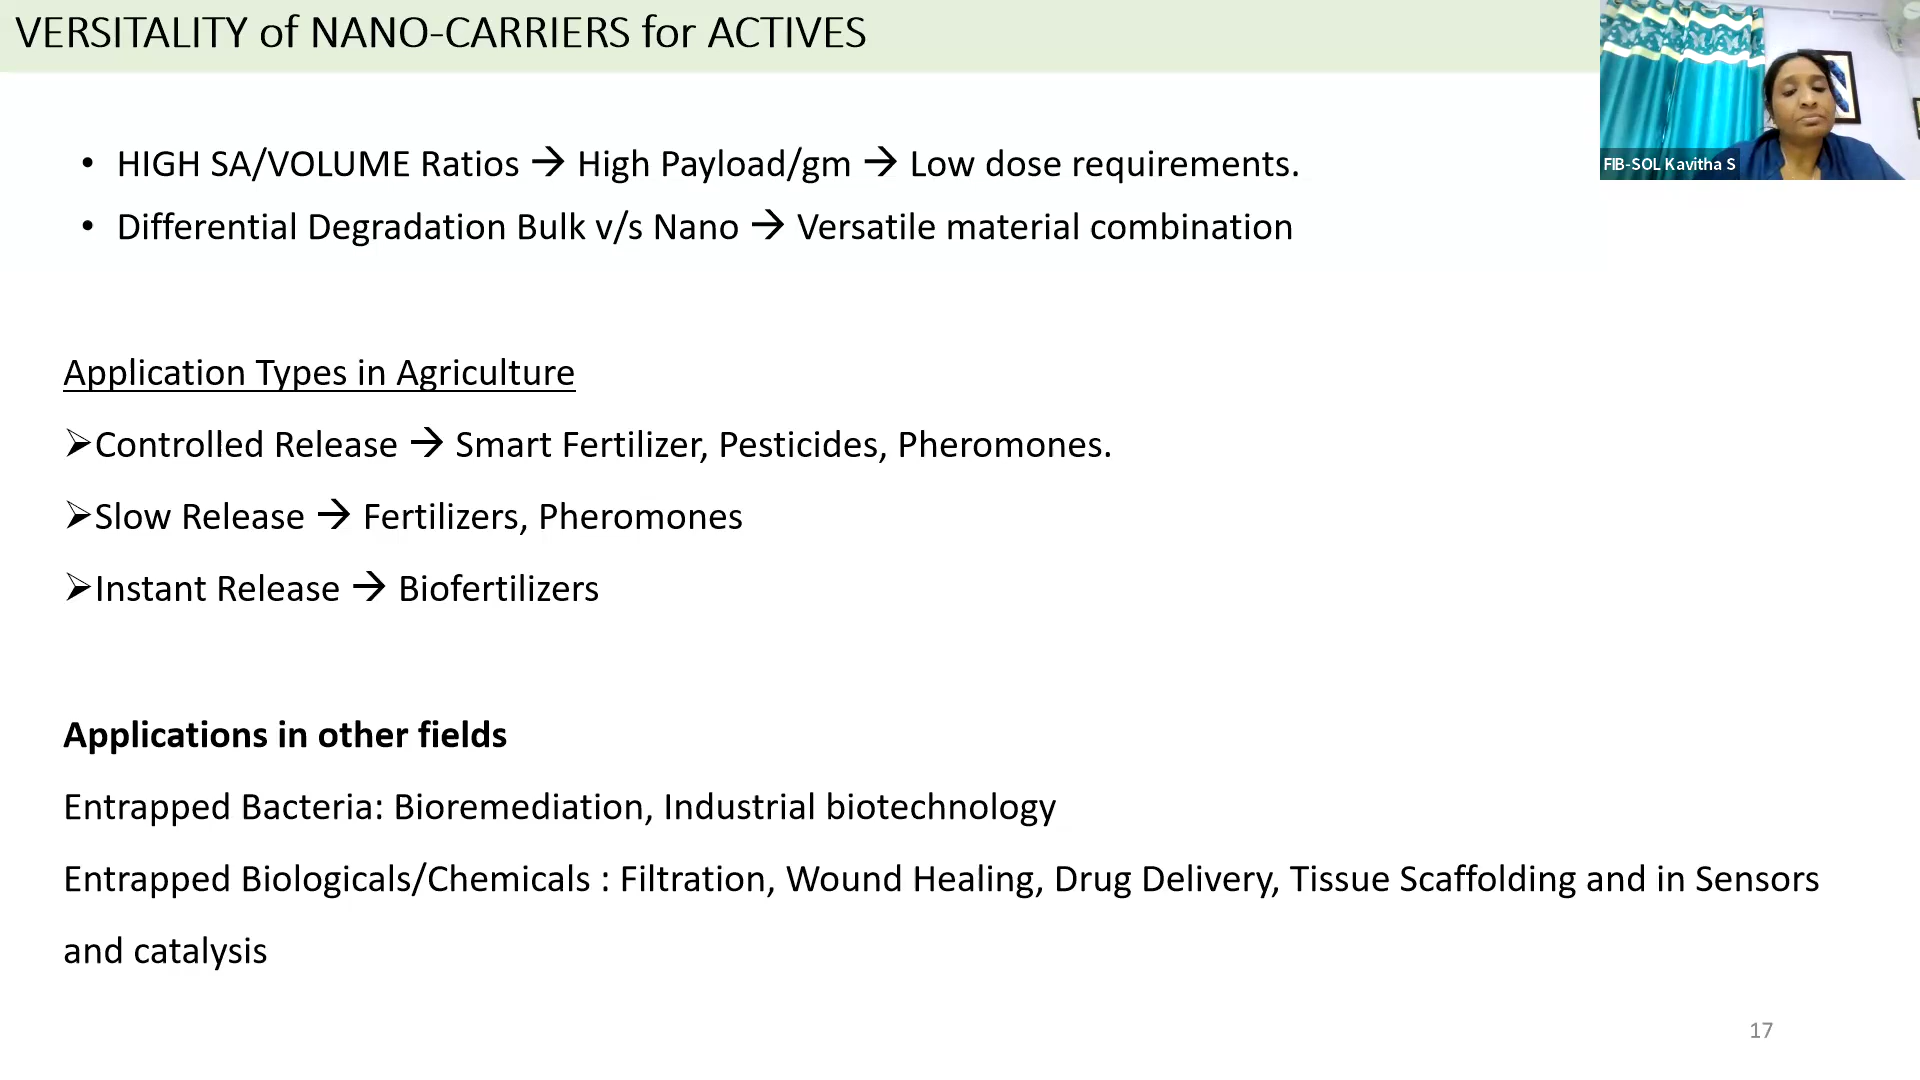 VERSITALITY of NANO-CARRIERS for ACTIVES
FIB-SOL Kavitha S
• HIGH SA/VOLUME Ratios → High Payload/gm → Low dose requirements.
• Differential Degradation Bulk v/s Nano → Versatile material combination
Application Types in Agriculture
➢Controlled Release → Smart Fertilizer, Pesticides, Pheromones.
➢Slow Release → Fertilizers, Pheromones
➢Instant Release → Biofertilizers
Applications in other fields
Entrapped Bacteria: Bioremediation, Industrial biotechnology
Entrapped Biologicals/Chemicals : Filtration, Wound Healing, Drug Delivery, Tissue Scaffolding and in Sensors
and catalysis
17